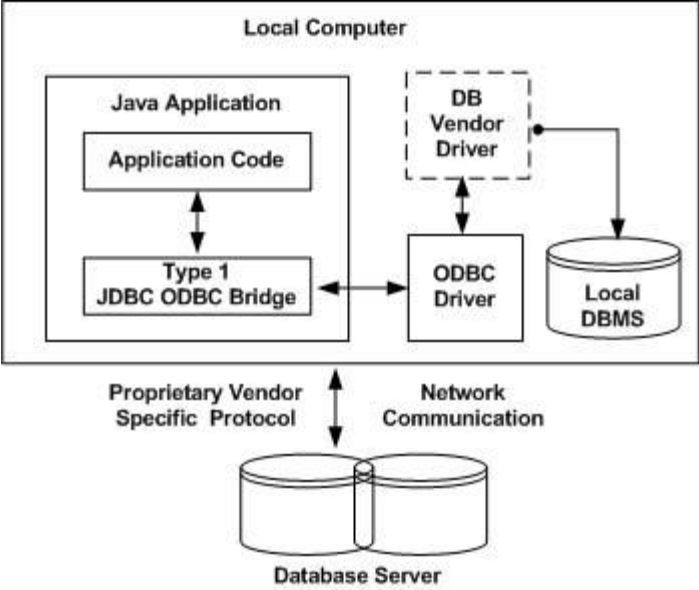 Local Computer
Java Application
Application Code
Type 1
JDBC ODBC Bridge
DB
Vendor
Driver
ODBC
Driver
Local
DBMS
Proprietary Vendor
Specific Protocol
Network
Communication
Database Server